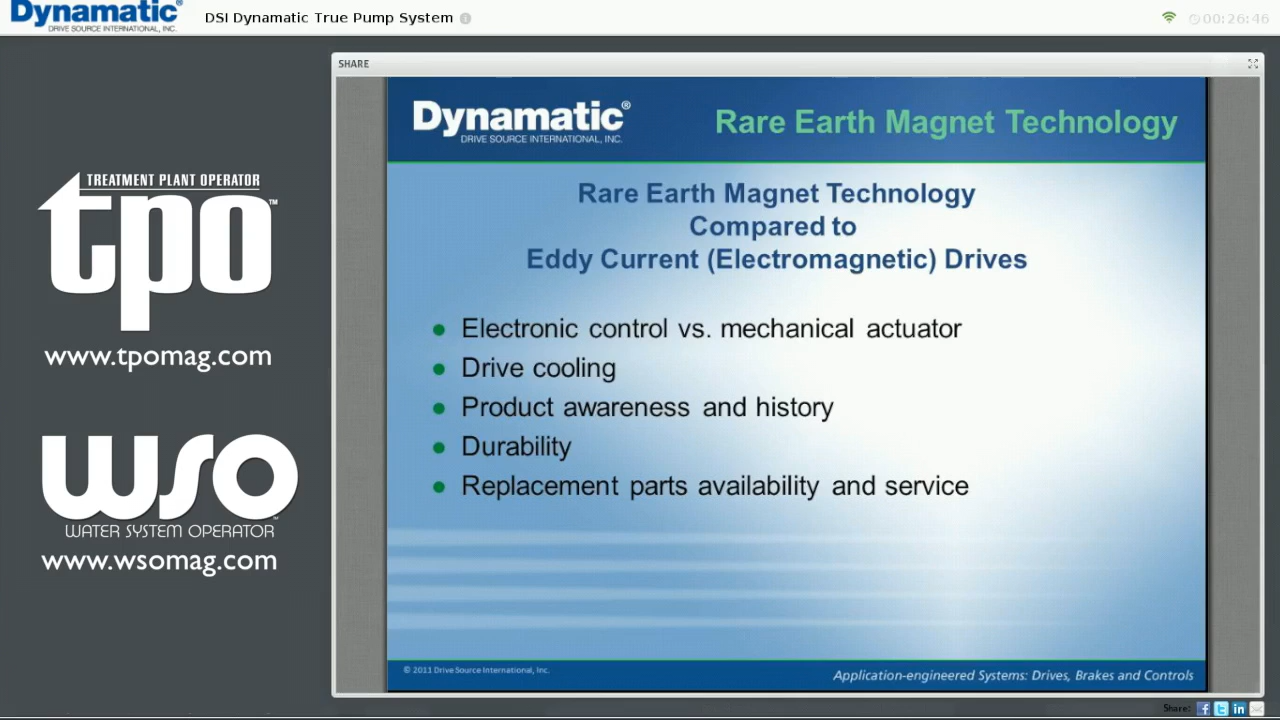 Dynamatic®
DRIVE SOURCE INTERNATIONAL, INC.
DSI Dynamatic True Pump System
00:26:46
SHARE
TREATMENT PLANT OPERATOR
tpo™
www.tpomag.com
wso
WATER SYSTEM OPERATOR
www.wsomag.com
Dynamatic®
DRIVE SOURCE INTERNATIONAL, INC.
Rare Earth Magnet Technology
Rare Earth Magnet Technology
Compared to
Eddy Current (Electromagnetic) Drives
● Electronic control vs. mechanical actuator
● Drive cooling
● Product awareness and history
● Durability
● Replacement parts availability and service
© 2011 Drive Source International, Inc.
Application-engineered Systems: Drives, Brakes and Controls
Share: